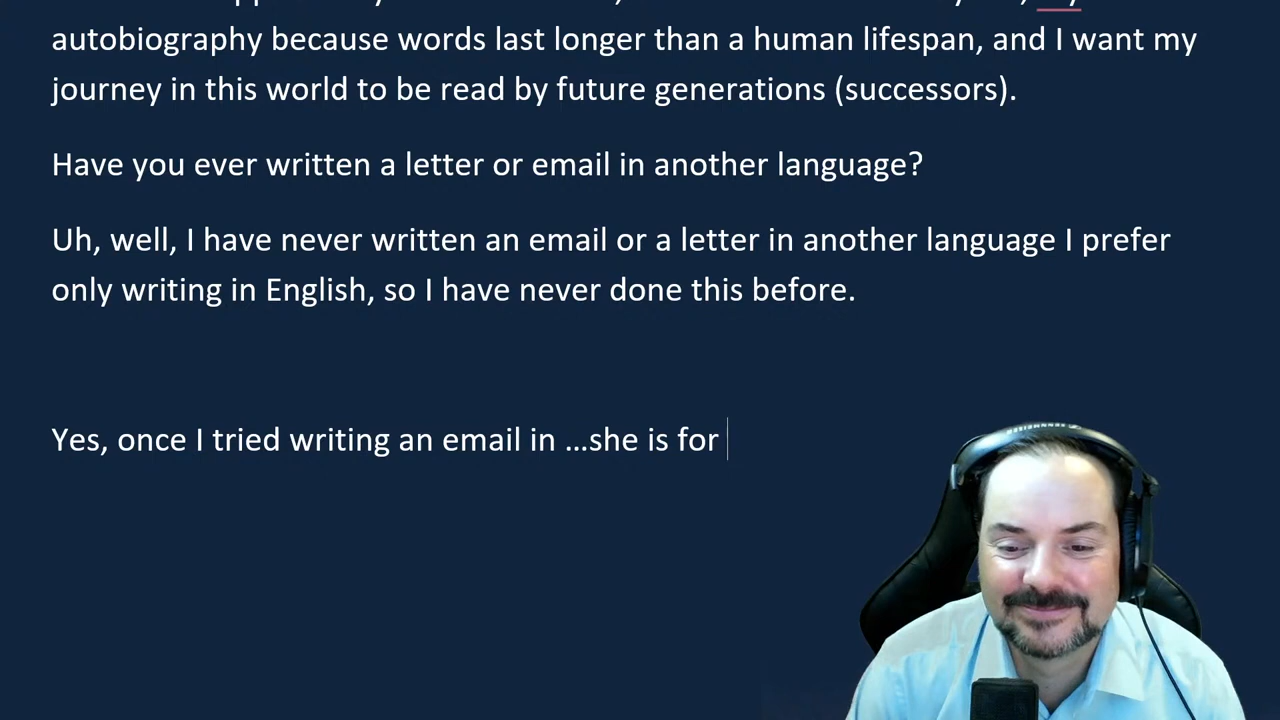 autobiography because words last longer than a human lifespan, and I want my
journey in this world to be read by future generations (successors).
Have you ever written a letter or email in another language?
Uh, well, I have never written an email or a letter in another language I prefer
only writing in English, so I have never done this before.
Yes, once I tried writing an email in …she is for